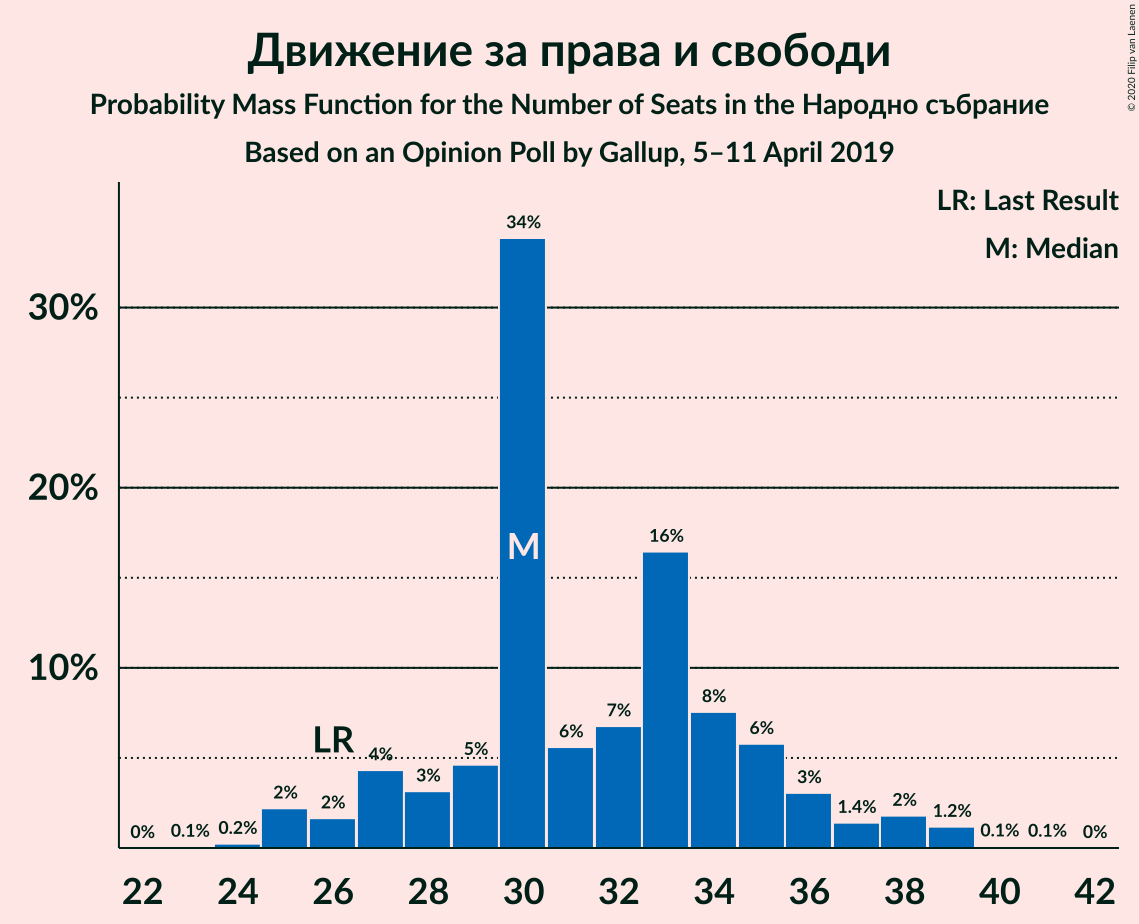 Движение за права и свободи
Probability Mass Function for the Number of Seats in the Народно събрание
Based on an Opinion Poll by Gallup, 5–11 April 2019
© 2020 Filip van Laenen
LR: Last Result
M: Median
30%
20%
10%
0%
0.1%
0.2%
2%
2%
LR
4%
3%
5%
34%
M
6%
7%
16%
8%
6%
3%
1.4%
2%
1.2%
0.1%
0.1%
0%
22 24 26 28 30 32 34 36 38 40 42